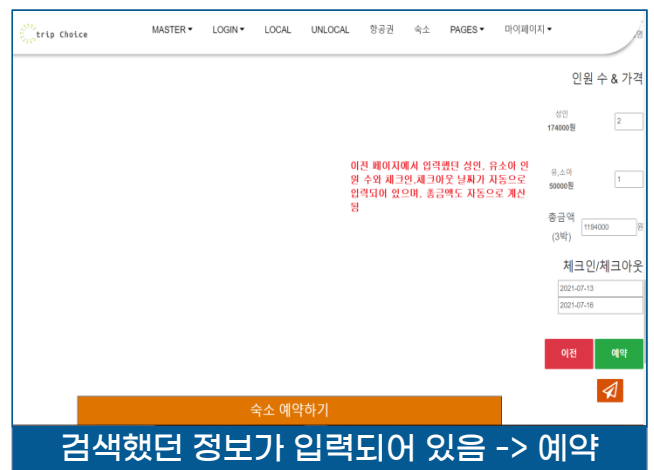 trip Choice
MASTER LOGIN LOCAL UNLOCAL 항공권 숙소 PAGES 마이페이지
인원 수 & 가격
성인
174000원
2
이전 페이지에서 입력했던 성인, 유소아 인
원 수와 체크인,체크아웃 날짜가 자동으로
입력되어 있으며, 총금액도 자동으로 계산
됨
유,소아
50000원
1
총금액
(3박)
1194000
원
체크인/체크아웃
2021-07-13
2021-07-16
이전
예약
숙소 예약하기
검색했던 정보가 입력되어 있음 -> 예약